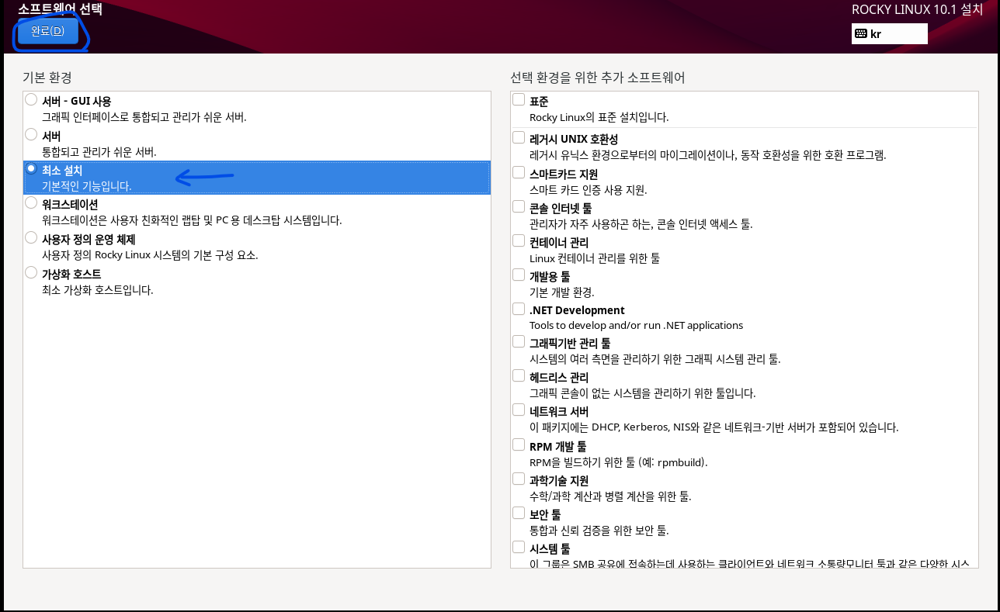 소프트웨어 선택
완료(D)
ROCKY LINUX 10.1 설치
kr
기본 환경
서버 - GUI 사용
그래픽 인터페이스로 통합되고 관리가 쉬운 서버.
서버
통합되고 관리가 쉬운 서버.
최소 설치
기본적인 기능입니다.
워크스테이션
워크스테이션은 사용자 친화적인 랩탑 및 PC 용 데스크탑 시스템입니다.
사용자 정의 운영 체제
사용자 정의 Rocky Linux 시스템의 기본 구성 요소.
가상화 호스트
최소 가상화 호스트입니다.
선택 환경을 위한 추가 소프트웨어
표준
Rocky Linux의 표준 설치입니다.
레거시 UNIX 호환성
레거시 유닉스 환경으로부터의 마이그레이션이나, 동작 호환성을 위한 호환 프로그램.
스마트카드 지원
스마트 카드 인증 사용 지원.
콘솔 인터넷 툴
관리자가 자주 사용하곤 하는, 콘솔 인터넷 액세스 툴.
컨테이너 관리
Linux 컨테이너 관리를 위한 툴
개발용 툴
기본 개발 환경.
.NET Development
Tools to develop and/or run .NET applications
그래픽기반 관리 툴
시스템의 여러 측면을 관리하기 위한 그래픽 시스템 관리 툴.
헤드리스 관리
그래픽 콘솔이 없는 시스템을 관리하기 위한 툴입니다.
네트워크 서버
이 패키지에는 DHCP, Kerberos, NIS와 같은 네트워크-기반 서버가 포함되어 있습니다.
RPM 개발 툴
RPM을 빌드하기 위한 툴 (예: rpmbuild).
과학기술 지원
수학/과학 계산과 병렬 계산을 위한 툴.
보안 툴
통합과 신뢰 검증을 위한 보안 툴.
시스템 툴
이 그룹은 SMB 공유에 접속하는데 사용하는 클라이언트와 네트워크 소통량모니터 툴과 같은 다양한 시스